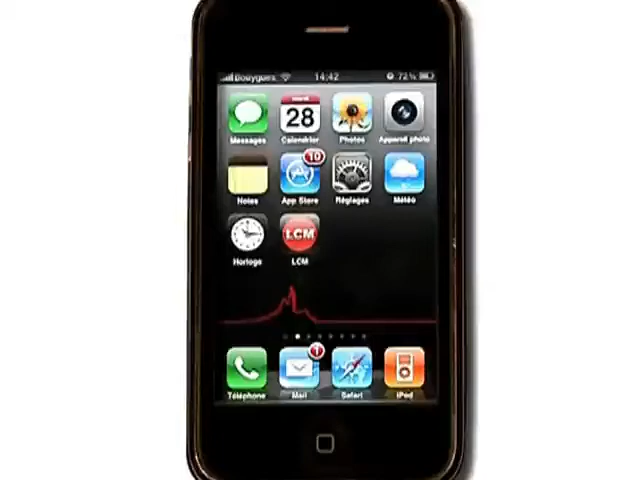 Bouygues 14:42 72%
28
Messages Calendrier Photos Appareil photo
10
Notes App Store Réglages Météo
LCM
Horloge LCM
1
Téléphone Mail Safari iPod